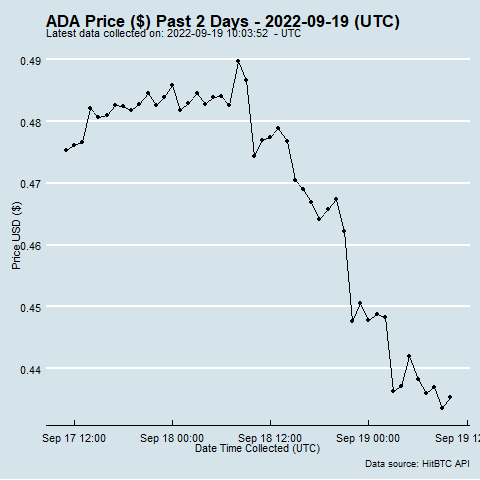 ADA Price ($) Past 2 Days - 2022-09-19 (UTC)
Latest data collected on: 2022-09-19 10:03:52 - UTC
0.49
0.48
0.47
0.46
0.45
0.44
Price USD ($)
Sep 17 12:00 Sep 18 00:00 Sep 18 12:00 Sep 19 00:00 Sep 19 12
Date Time Collected (UTC)
Data source: HitBTC API